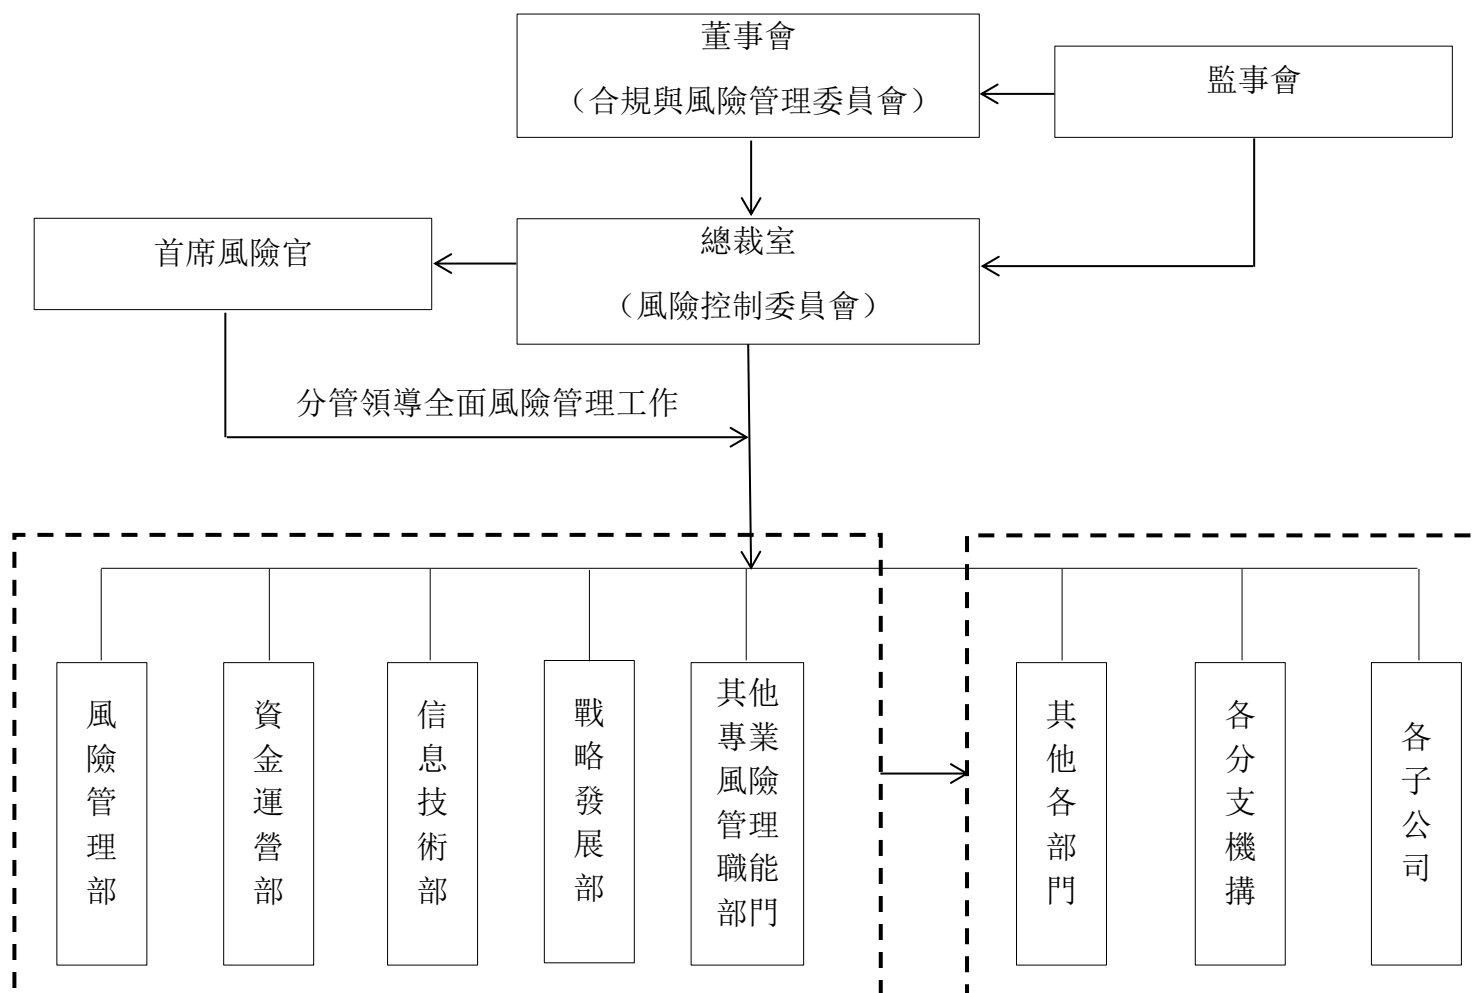 董事會
（合規與風險管理委員會）
監事會
首席風險官
總裁室
（風險控制委員會）
分管領導全面風險管理工作
風險管理部
資金運營部
信息技術部
戰略發展部
其他
專業
風險
管理
職能
部門
其他各部門
各分支機搆
各子公司